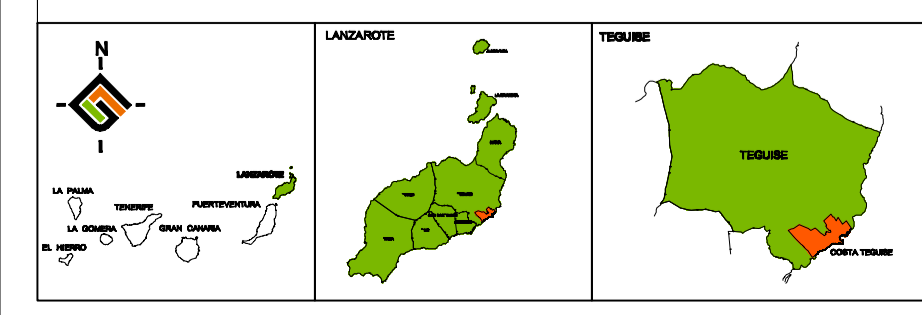 N
LANZAROTE
LA PALMA
TENERIFE
FUERTEVENTURA
LA GOMERA
GRAN CANARIA
EL HIERRO
LANZAROTE
TEGUISE
TEGUISE
COSTA TEGUISE